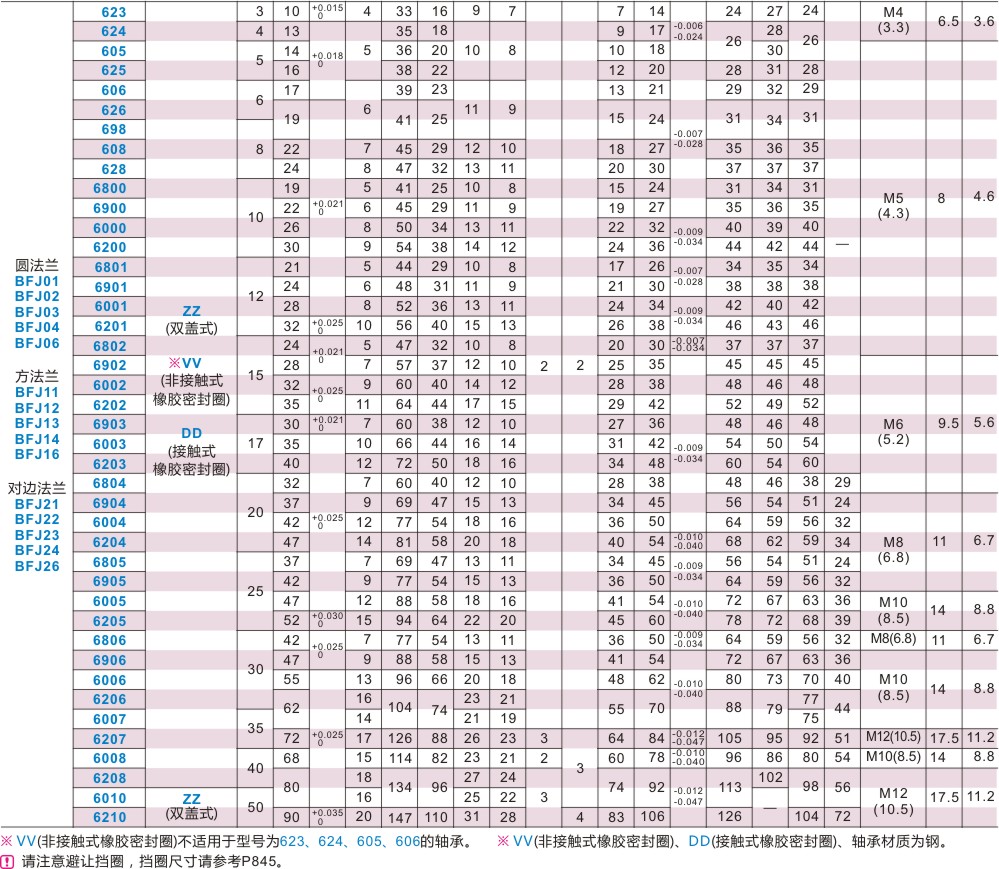 623 3 10 +0.015 0 4 33 16 9 7 7 14 -0.006 -0.024 24 27 24 M4 (3.3) 6.5 3.6
624 4 13 35 18 9 17 26 28 26
605 5 14 +0.018 0 5 36 20 10 8 10 18 30
625 16 38 22 12 20 28 31 28
606 6 17 39 23 13 21 29 32 29
626 19 6 41 25 11 9 15 24 31 34 31
698 8 -0.007 -0.028
608 22 7 45 29 12 10 18 27 35 36 35
628 24 8 47 32 13 11 20 30 37 37 37
6800 10 19 +0.021 0 5 41 25 10 8 15 24 31 34 31 M5 (4.3) 8 4.6
6900 22 6 45 29 11 9 19 27 35 36 35
6000 26 8 50 34 13 11 22 32 -0.009 -0.034 40 39 40
6200 30 9 54 38 14 12 24 36 44 42 44 —
6801 12 21 5 44 29 10 8 17 26 -0.007 -0.028 34 35 34
6901 24 6 48 31 11 9 21 30 38 38 38
6001 28 8 52 36 13 11 24 34 -0.009 -0.034 42 40 42
6201 32 +0.025 0 10 56 40 15 13 26 38 46 43 46
6802 15 24 +0.021 0 5 47 32 10 8 20 30 -0.007 -0.034 37 37 37
6902 28 7 57 37 12 10 2 2 25 35 45 45 45
6002 32 +0.025 0 9 60 40 14 12 28 38 48 46 48
6202 35 11 64 44 17 15 29 42 52 49 52
6903 17 30 +0.021 0 7 60 38 12 10 27 36 48 46 48 M6 (5.2) 9.5 5.6
6003 35 10 66 44 16 14 31 42 -0.009 -0.034 54 50 54
6203 40 12 72 50 18 16 34 48 60 54 60
6804 20 32 7 60 40 12 10 28 38 48 46 38 29
6904 37 9 69 47 15 13 34 45 56 54 51 24
6004 42 +0.025 0 12 77 54 18 16 36 50 64 59 56 32
6204 47 14 81 58 20 18 40 54 -0.010 -0.040 68 62 59 34 M8 (6.8) 11 6.7
6805 25 37 7 69 47 13 11 34 45 -0.009 -0.034 56 54 51 24
6905 42 9 77 54 15 13 36 50 64 59 56 32
6005 47 12 88 58 18 16 41 54 -0.010 -0.040 72 67 63 36 M10 (8.5) 14 8.8
6205 52 +0.030 0 15 94 64 22 20 45 60 78 72 68 39
6806 30 42 +0.025 0 7 77 54 13 11 36 50 -0.009 -0.034 64 59 56 32 M8(6.8) 11 6.7
6906 47 9 88 58 15 13 41 54 72 67 63 36
6006 55 13 96 66 20 18 48 62 -0.010 -0.040 80 73 70 40 M10 (8.5) 14 8.8
6206 62 16 104 74 23 21 55 70 88 79 77 44
6007 35 14 21 19 75
6207 72 +0.025 0 17 126 88 26 23 3 64 84 -0.012 -0.047 105 95 92 51 M12(10.5) 17.5 11.2
6008 40 68 15 114 82 23 21 2 3 60 78 -0.010 -0.040 96 86 80 54 M10(8.5) 14 8.8
6208 80 18 134 96 27 24 74 92 113 102 98 56
6010 50 16 25 22 3 -0.012 -0.047 — M12 (10.5) 17.5 11.2
6210 90 +0.035 0 20 147 110 31 28 4 83 106 126 104 72
圆法兰
BFJ01
BFJ02
BFJ03
BFJ04
BFJ06
方法兰
BFJ11
BFJ12
BFJ13
BFJ14
BFJ16
对边法兰
BFJ21
BFJ22
BFJ23
BFJ24
BFJ26
ZZ
(双盖式)
※VV
(非接触式
橡胶密封圈)
DD
(接触式
橡胶密封圈)
ZZ
(双盖式)
※ VV(非接触式橡胶密封圈)不适用于型号为623、624、605、606的轴承。 ※ VV(非接触式橡胶密封圈)、DD(接触式橡胶密封圈)、轴承材质为钢。
! 请注意避让挡圈，挡圈尺寸请参考P845。